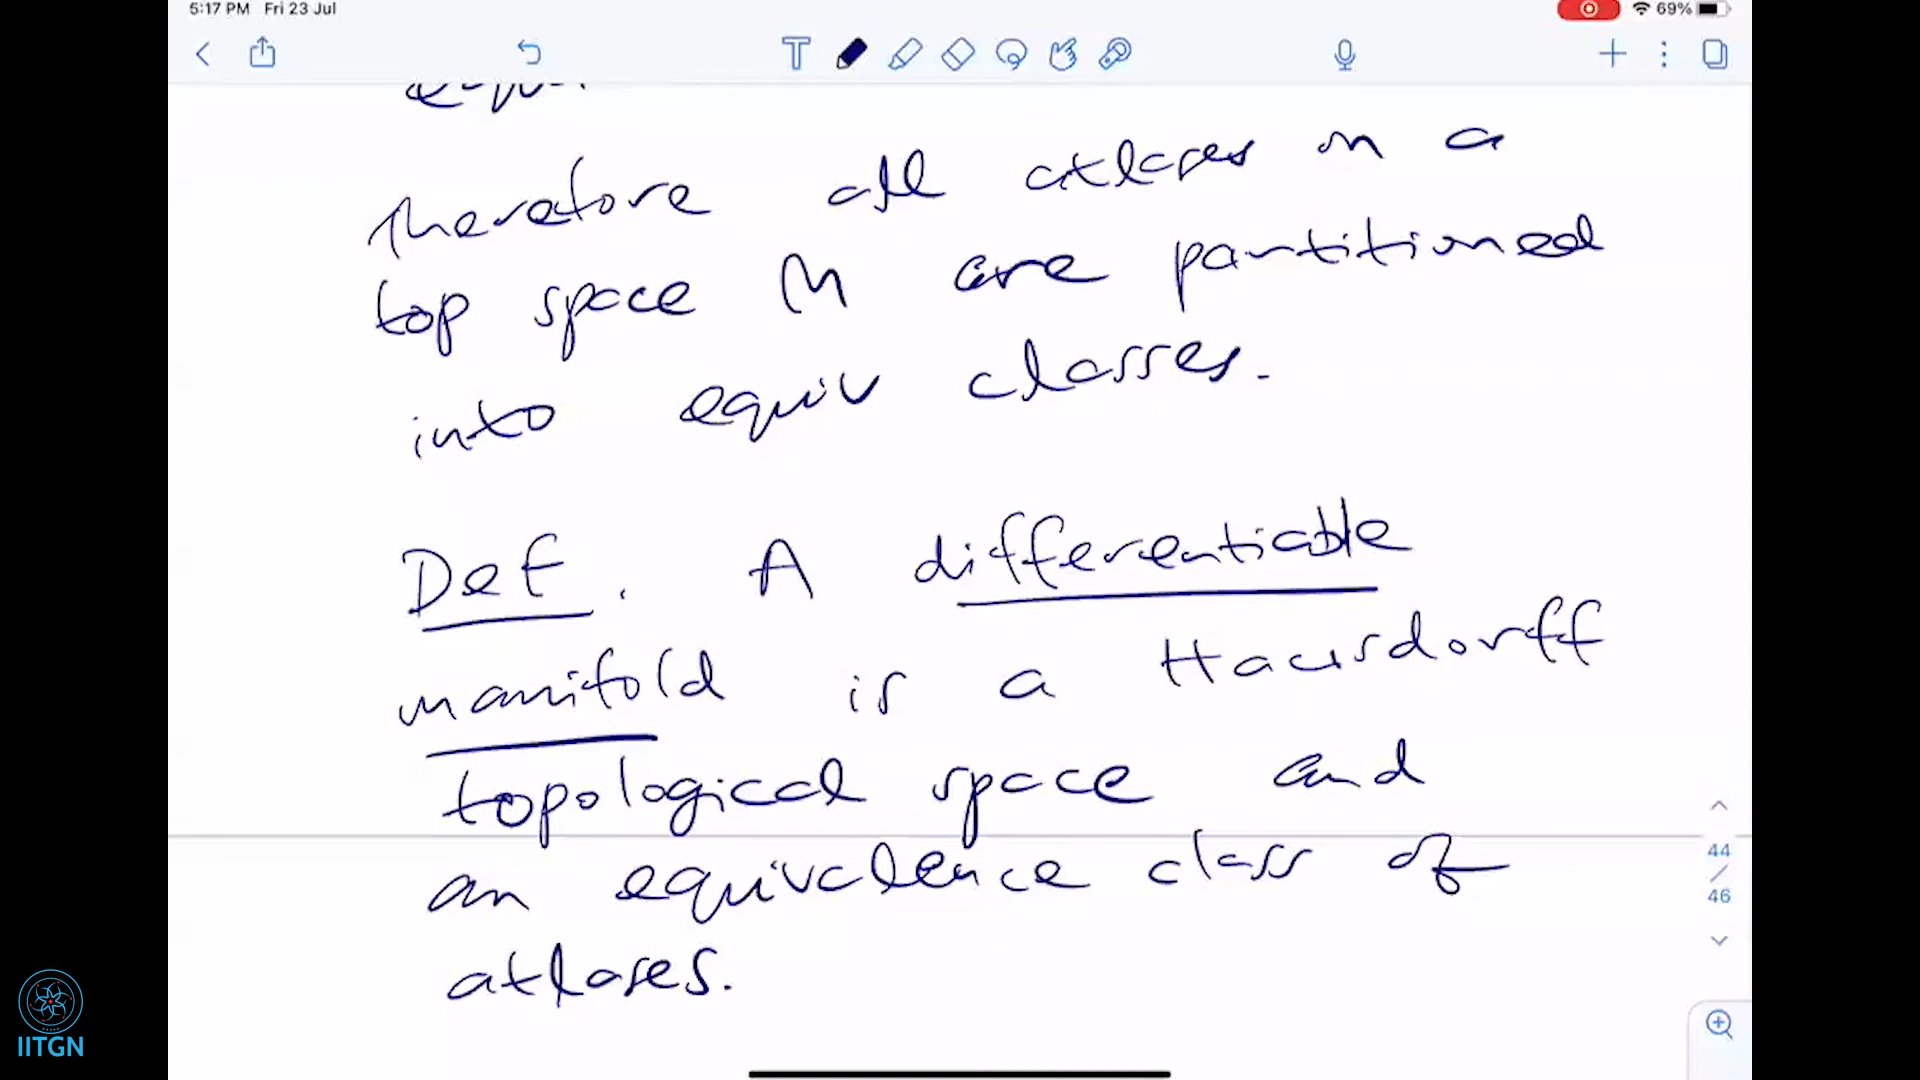 5:17 PM Fri 23 Jul
69%
therefore all atlases on a
top space M are partitioned
into equiv classes.
Def. A differentiable
manifold is a Hausdorff
topological space and
an equivalence class of
atlases.
44
/
46
IITGN